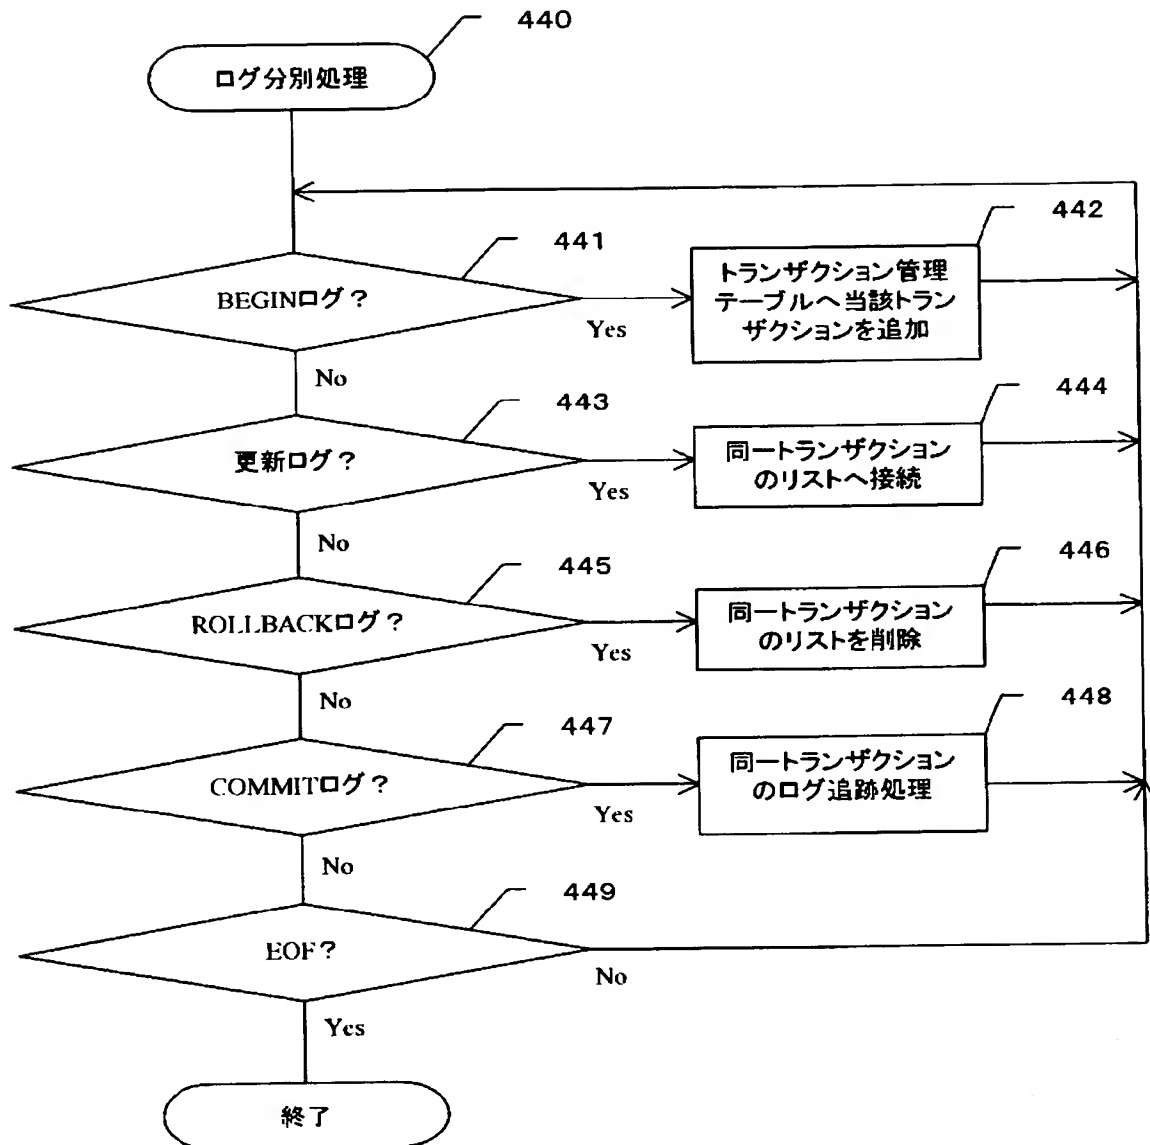 440
ログ分別処理
441
BEGINログ？
Yes
No
442
トランザクション管理
テーブルへ当該トラン
ザクションを追加
443
更新ログ？
Yes
No
444
同一トランザクション
のリストへ接続
445
ROLLBACKログ？
Yes
No
446
同一トランザクション
のリストを削除
447
COMMITログ？
Yes
No
448
同一トランザクション
のログ追跡処理
449
EOF？
No
Yes
終了